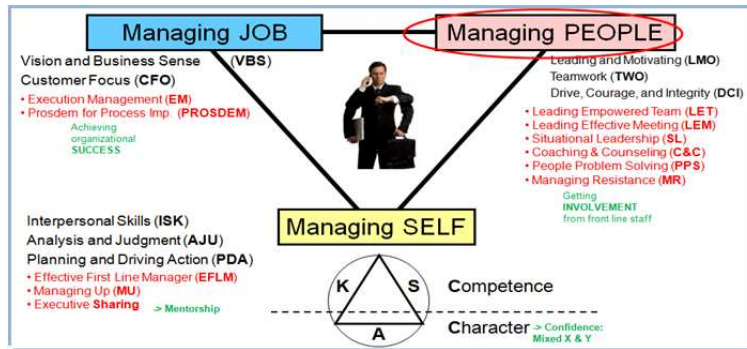 Managing JOB
Managing PEOPLE
Vision and Business Sense (VBS)
Customer Focus (CFO)
• Execution Management (EM)
• Prosdem for Process Imp. (PROSDEM)
Achieving
organizational
SUCCESS
Leading and Motivating (LMO)
Teamwork (TWO)
Drive, Courage, and Integrity (DCI)
• Leading Empowered Team (LET)
• Leading Effective Meeting (LEM)
• Situational Leadership (SL)
• Coaching & Counseling (C&C)
• People Problem Solving (PPS)
• Managing Resistance (MR)
Getting
INVOLVEMENT
from front line staff
Managing SELF
Interpersonal Skills (ISK)
Analysis and Judgment (AJU)
Planning and Driving Action (PDA)
• Effective First Line Manager (EFLM)
• Managing Up (MU)
• Executive Sharing -> Mentorship
K S
A
Competence
Character -> Confidence:
Mixed X & Y